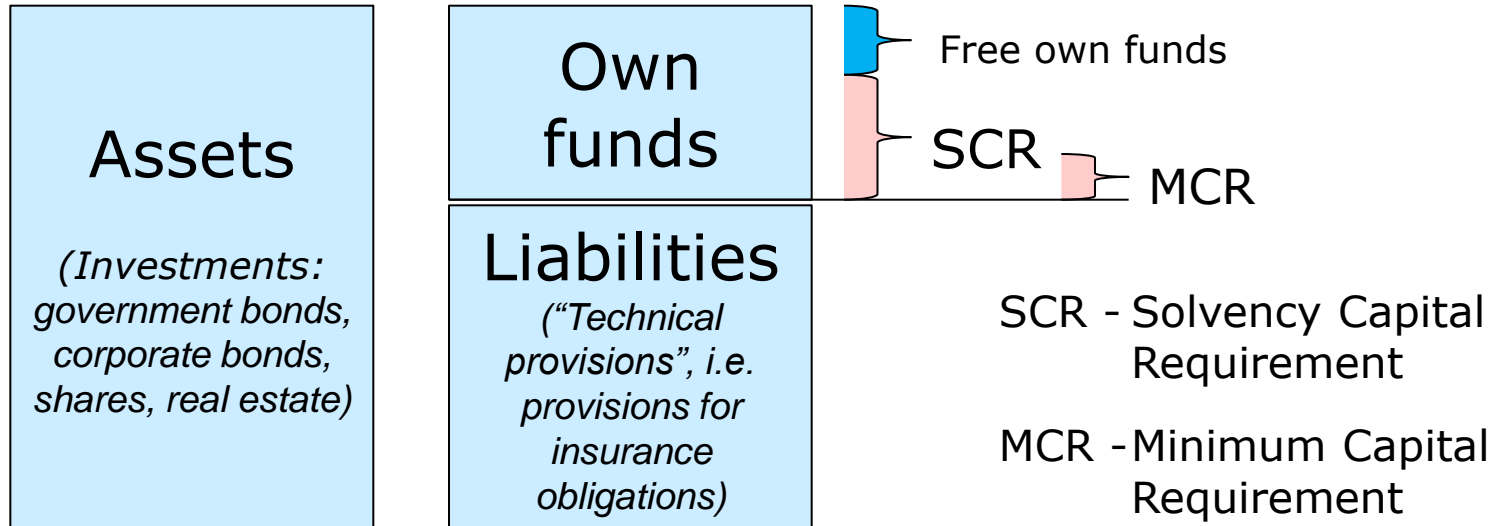 Assets
(Investments:
government bonds,
corporate bonds,
shares, real estate)
Own
funds
Liabilities
(“Technical
provisions”, i.e.
provisions for
insurance
obligations)
Free own funds
SCR
MCR
SCR - Solvency Capital
Requirement
MCR - Minimum Capital
Requirement